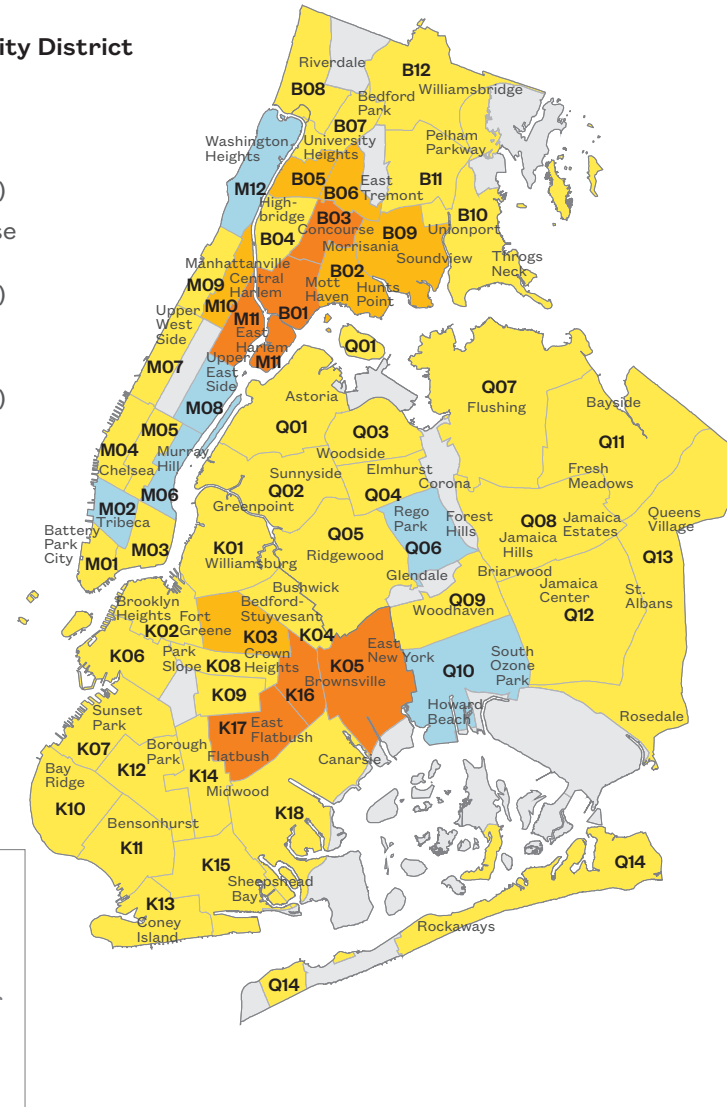 ity District
)
se
)
)
Riverdale
B08
B12
Williamsbridge
Bedford
Park
B07
University
Heights
Pelham
Parkway
Washington
Heights
M12
B05
B06
East
Tremont
B11
High-
bridge
B03
Concourse
B10
Unionport
B04
B09
Morrisania
Soundview
Throgs
Neck
Manhattanville
Central
Harlem
B02
Mott
Haven
Hunts
Point
M09
M10
B01
M11
East
Harlem
M11
Upper
West
Side
Q01
M07
Upper
East
Side
M08
Astoria
Q07
Flushing
Bayside
Q01
Q03
Q11
M05
M04
Chelsea
Murray
Hill
Woodside
Elmhurst
Sunnyside
Corona
Fresh
Meadows
M06
M02
Tribeca
Q02
Greenpoint
Q04
Rego
Park
Forest
Hills
Q08
Jamaica
Hills
Jamaica
Estates
Queens
Village
Battery
Park
City
M03
M01
K01
Williamsburg
Q05
Ridgewood
Q06
Glendale
Briarwood
Q13
Bushwick
Q09
Woodhaven
Jamaica
Center
Q12
St.
Albans
Brooklyn
Heights
K02
Fort
Greene
Bedford-
Stuyvesant
K03
K04
K06
Park
Slope
K08
Crown
Heights
K05
Brownsville
East
New York
Q10
South
Ozone
Park
K09
K16
Howard
Beach
Sunset
Park
K17
East
Flatbush
Flatbush
Rosedale
K07
Borough
Park
K12
K14
Canarsie
Bay
Ridge
Midwood
K10
K18
Bensonhurst
K11
K15
Sheepshead
Bay
Q14
K13
Coney
Island
Rockaways
Q14